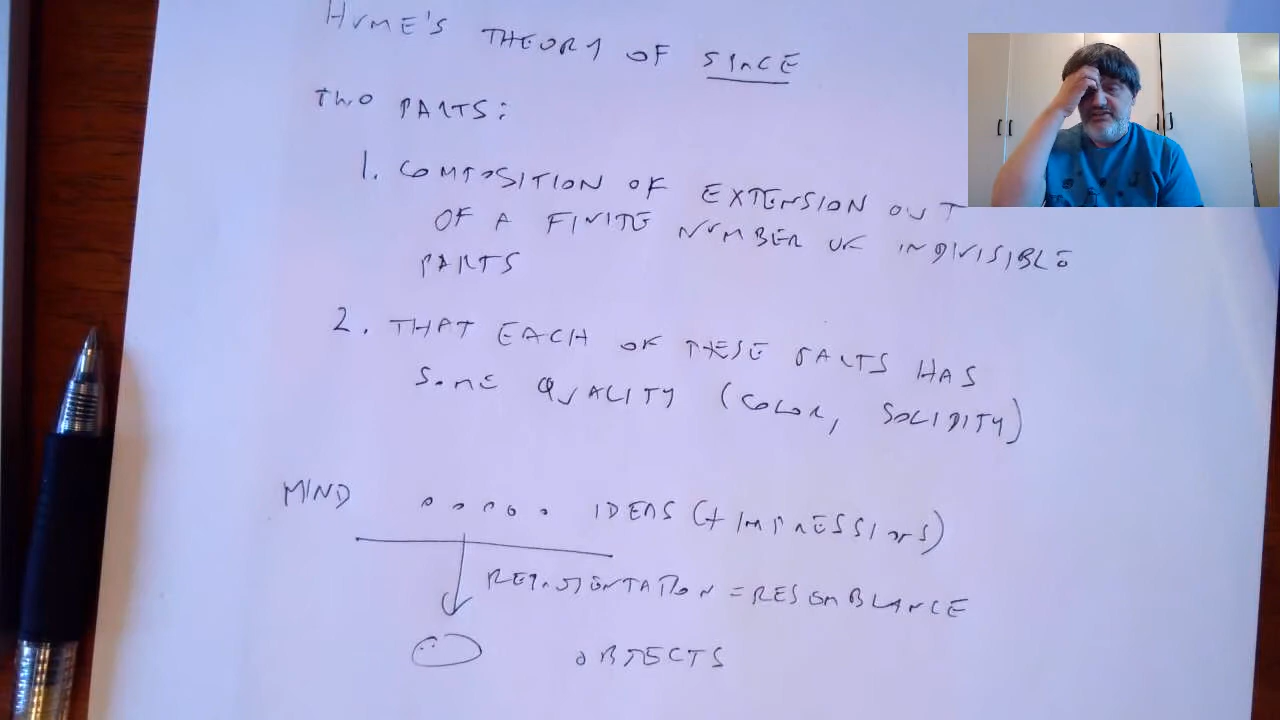 HUME'S THEORY OF SPACE
TWO PARTS:
1. COMPOSITION OF EXTENSION OUT
OF A FINITE NUMBER OF INDIVISIBLE
PARTS
2. THAT EACH OF THESE PARTS HAS
SOME QUALITY (COLOR, SOLIDITY)
MIND IDEAS (+ IMPRESSIONS)
REPRESENTATION = RESEMBLANCE
OBJECTS